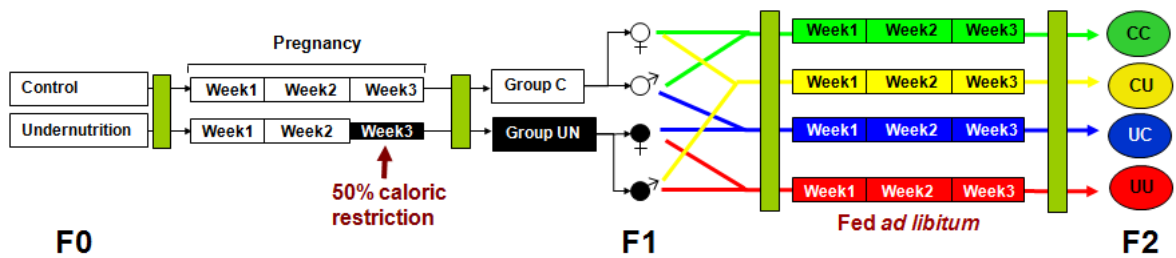 Pregnancy
Control
Week1 Week2 Week3
Group C
Undernutrition
Week1 Week2 Week3
Group UN
50% caloric
restriction
♀
♂
♀
♂
Week1 Week2 Week3
CC
Week1 Week2 Week3
CU
Week1 Week2 Week3
UC
Week1 Week2 Week3
UU
Fed ad libitum
F0
F1
F2